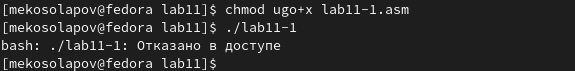 [mekosolapov@fedora lab11]$ chmod ugo+x lab11-1.asm
[mekosolapov@fedora lab11]$ ./lab11-1
bash: ./lab11-1: Отказано в доступе
[mekosolapov@fedora lab11]$